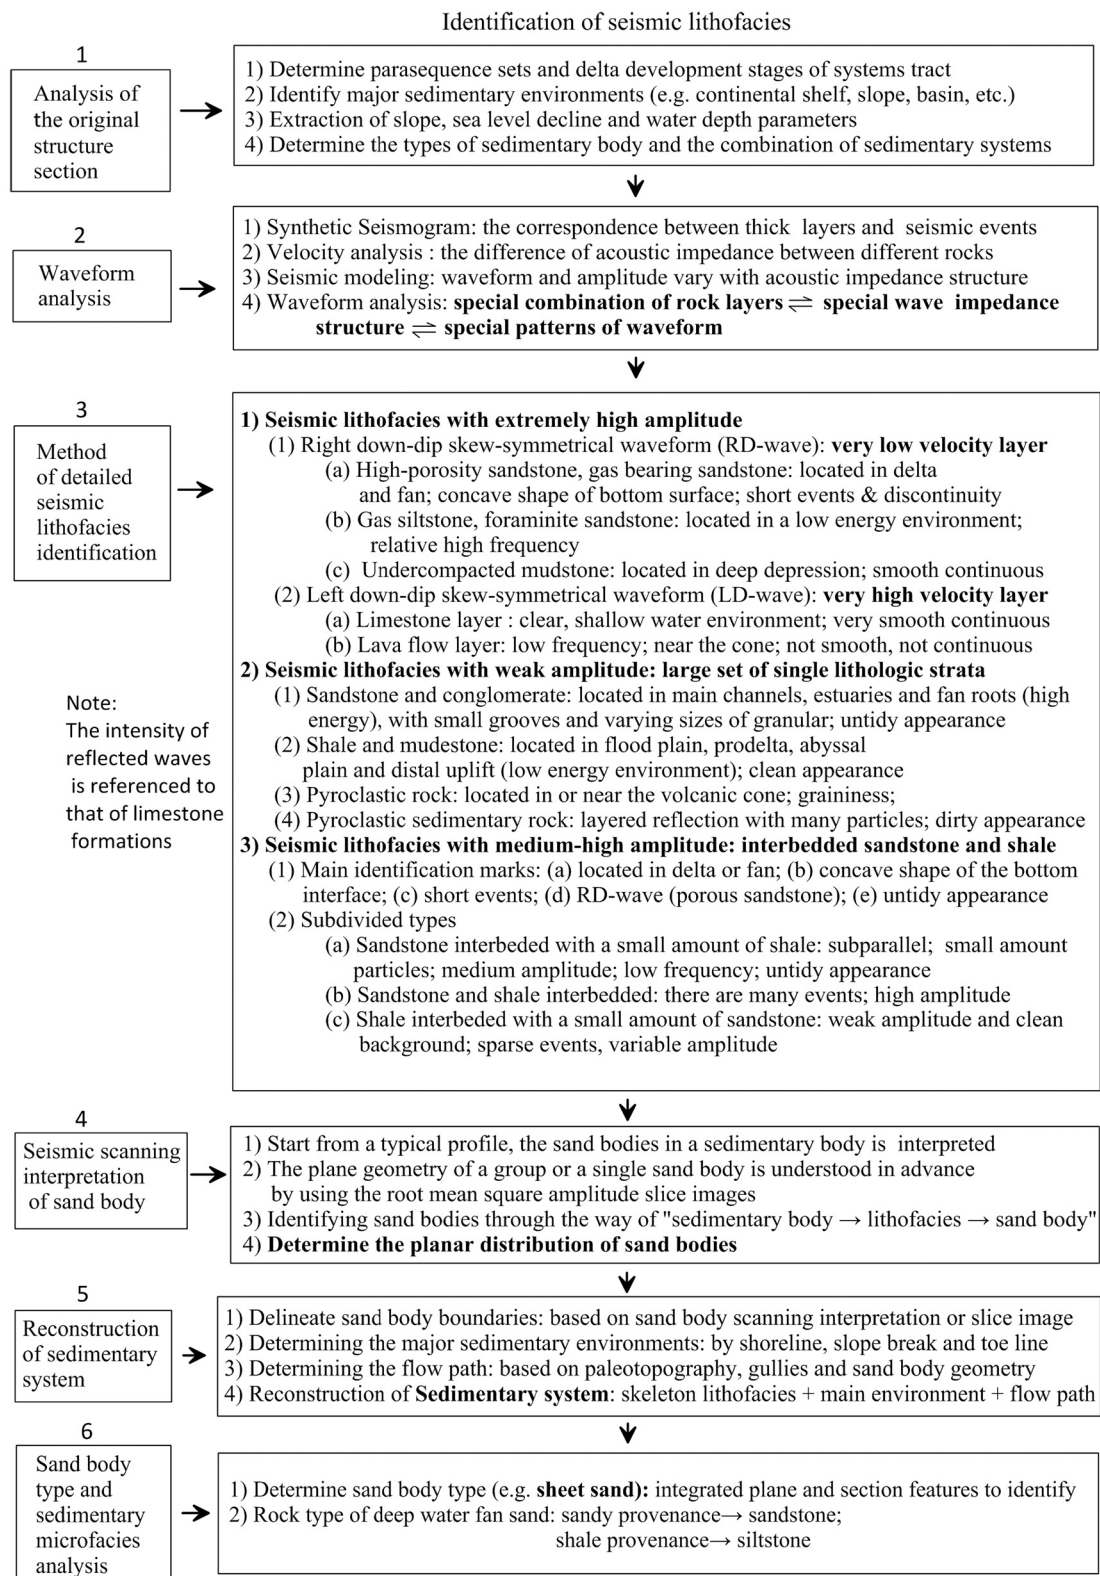 Identification of seismic lithofacies
1
Analysis of
the original
structure
section
1) Determine parasequence sets and delta development stages of systems tract
2) Identify major sedimentary environments (e.g. continental shelf, slope, basin, etc.)
3) Extraction of slope, sea level decline and water depth parameters
4) Determine the types of sedimentary body and the combination of sedimentary systems
2
Waveform
analysis
1) Synthetic Seismogram: the correspondence between thick layers and seismic events
2) Velocity analysis : the difference of acoustic impedance between different rocks
3) Seismic modeling: waveform and amplitude vary with acoustic impedance structure
4) Waveform analysis: special combination of rock layers ⇌ special wave impedance
structure ⇌ special patterns of waveform
3
Method
of detailed
seismic
lithofacies
identification
1) Seismic lithofacies with extremely high amplitude
(1) Right down-dip skew-symmetrical waveform (RD-wave): very low velocity layer
(a) High-porosity sandstone, gas bearing sandstone: located in delta
and fan; concave shape of bottom surface; short events & discontinuity
(b) Gas siltstone, foraminite sandstone: located in a low energy environment;
relative high frequency
(c) Undercompacted mudstone: located in deep depression; smooth continuous
(2) Left down-dip skew-symmetrical waveform (LD-wave): very high velocity layer
(a) Limestone layer : clear, shallow water environment; very smooth continuous
(b) Lava flow layer: low frequency; near the cone; not smooth, not continuous
2) Seismic lithofacies with weak amplitude: large set of single lithologic strata
(1) Sandstone and conglomerate: located in main channels, estuaries and fan roots (high
energy), with small grooves and varying sizes of granular; untidy appearance
(2) Shale and mudestone: located in flood plain, prodelta, abyssal
plain and distal uplift (low energy environment); clean appearance
(3) Pyroclastic rock: located in or near the volcanic cone; graininess;
(4) Pyroclastic sedimentary rock: layered reflection with many particles; dirty appearance
3) Seismic lithofacies with medium-high amplitude: interbedded sandstone and shale
(1) Main identification marks: (a) located in delta or fan; (b) concave shape of the bottom
interface; (c) short events; (d) RD-wave (porous sandstone); (e) untidy appearance
(2) Subdivided types
(a) Sandstone interbeded with a small amount of shale: subparallel; small amount
particles; medium amplitude; low frequency; untidy appearance
(b) Sandstone and shale interbedded: there are many events; high amplitude
(c) Shale interbeded with a small amount of sandstone: weak amplitude and clean
background; sparse events, variable amplitude
Note:
The intensity of
reflected waves
is referenced to
that of limestone
formations
4
Seismic scanning
interpretation
of sand body
1) Start from a typical profile, the sand bodies in a sedimentary body is interpreted
2) The plane geometry of a group or a single sand body is understood in advance
by using the root mean square amplitude slice images
3) Identifying sand bodies through the way of "sedimentary body → lithofacies → sand body"
4) Determine the planar distribution of sand bodies
5
Reconstruction
of sedimentary
system
1) Delineate sand body boundaries: based on sand body scanning interpretation or slice image
2) Determining the major sedimentary environments: by shoreline, slope break and toe line
3) Determining the flow path: based on paleotopography, gullies and sand body geometry
4) Reconstruction of Sedimentary system: skeleton lithofacies + main environment + flow path
6
Sand body
type and
sedimentary
microfacies
analysis
1) Determine sand body type (e.g. sheet sand): integrated plane and section features to identify
2) Rock type of deep water fan sand: sandy provenance→ sandstone;
shale provenance→ siltstone